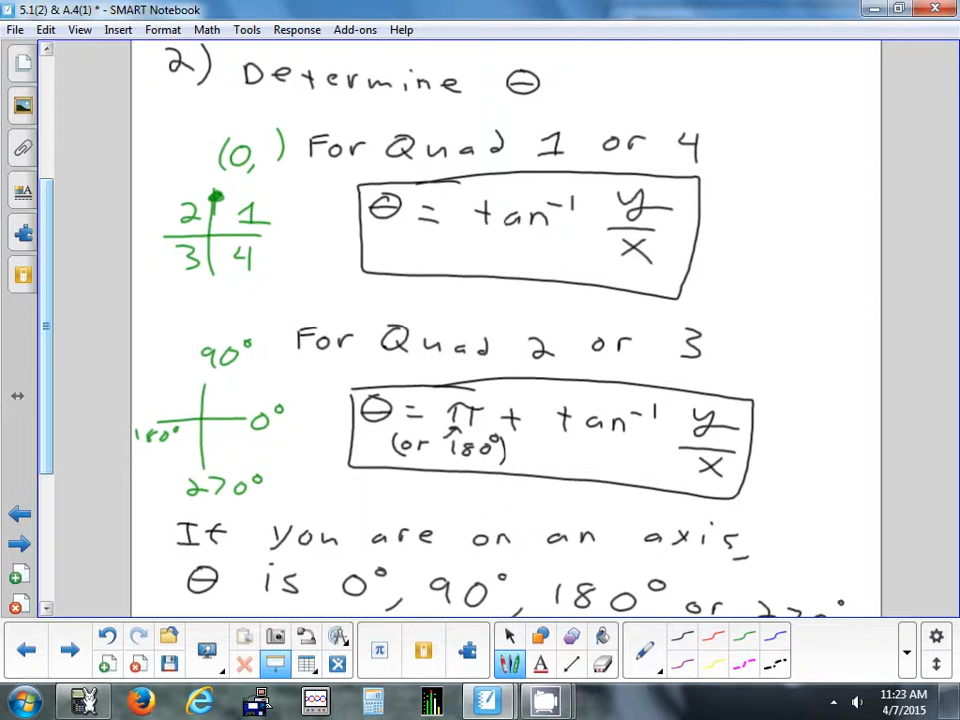 5.1(2) & A.4(1) * - SMART Notebook
File Edit View Insert Format Math Tools Response Add-ons Help
2) Determine θ
(0, ) For Quad 1 or 4
2 1
3 4
θ = tan⁻¹ y/x
For Quad 2 or 3
90°
180° 0°
270°
θ = π + tan⁻¹ y/x
(or 180°)
If you are on an axis,
θ is 0°, 90°, 180° or 270°
π
A
11:23 AM
4/7/2015